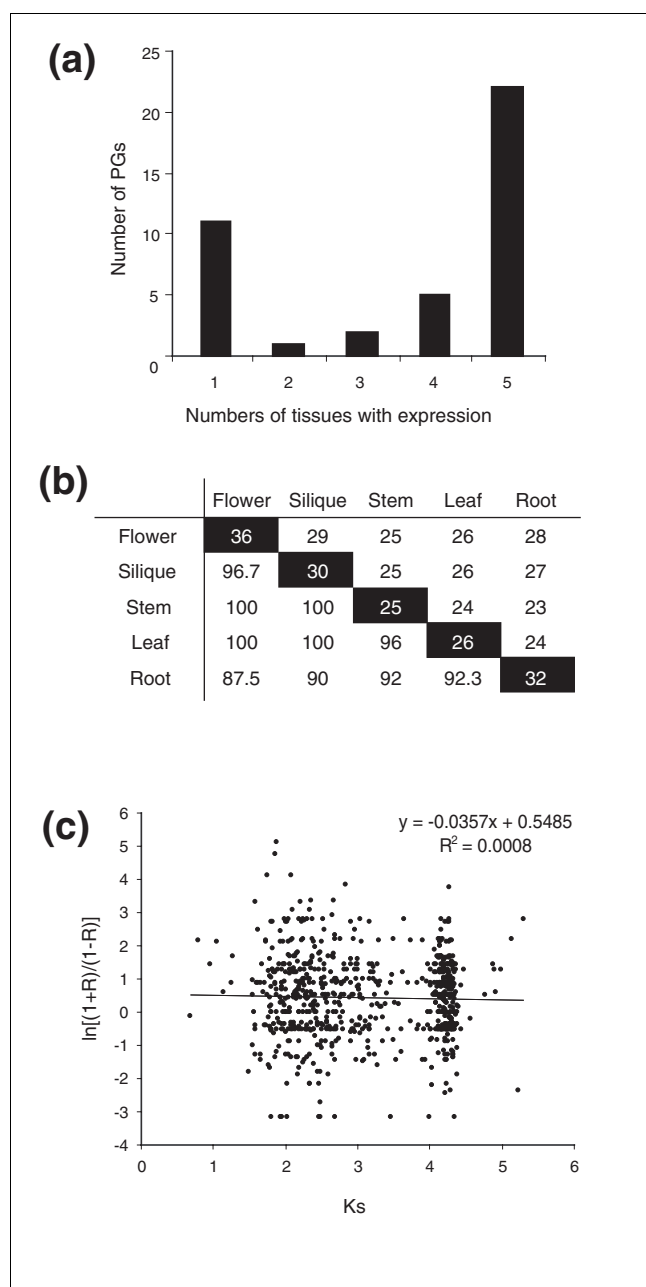 (a)
25
20
15
10
5
0
Number of PGs
1 2 3 4 5
Numbers of tissues with expression
(b)
Flower Silique Stem Leaf Root
Flower 36 29 25 26 28
Silique 96.7 30 25 26 27
Stem 100 100 25 24 23
Leaf 100 100 96 26 24
Root 87.5 90 92 92.3 32
(c)
y = -0.0357x + 0.5485
R² = 0.0008
6
5
4
3
2
1
0
-1
-2
-3
-4
ln[(1+R)/(1-R)]
0 1 2 3 4 5 6
Ks